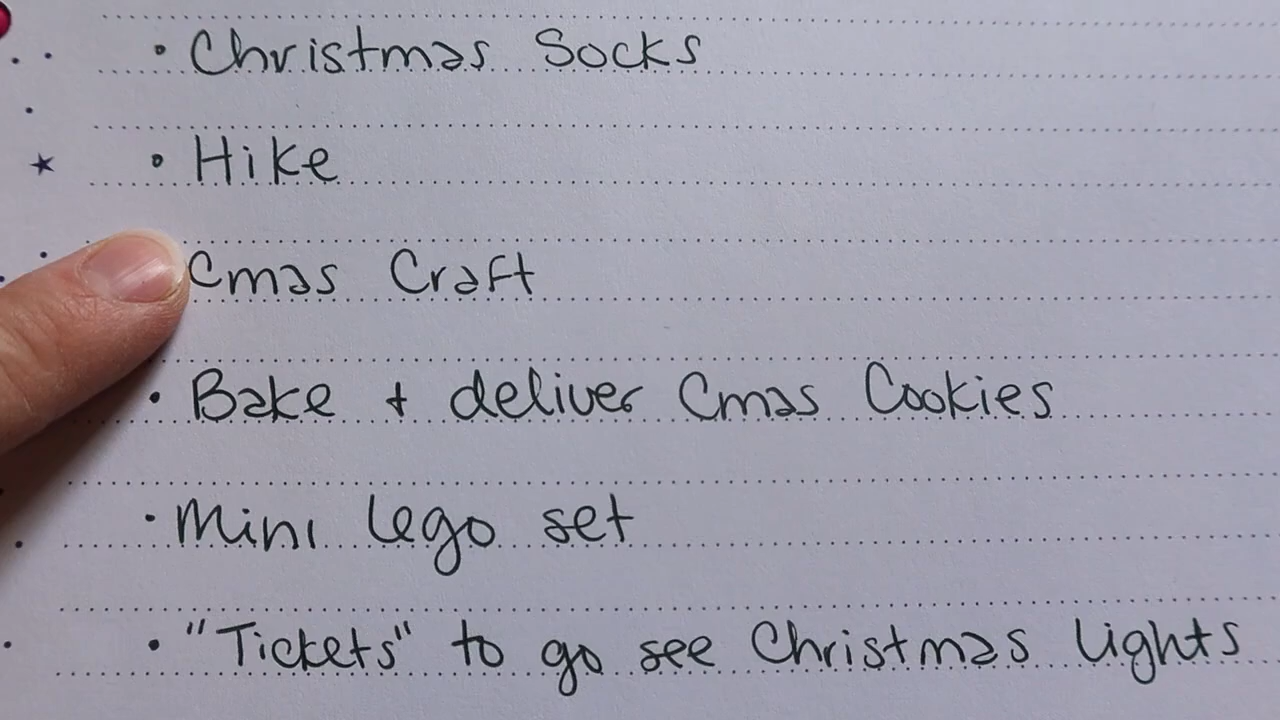 • Christmas Socks
• Hike
Cmas Craft
• Bake + deliver Cmas Cookies
• Mini lego set
• "Tickets" to go see Christmas lights